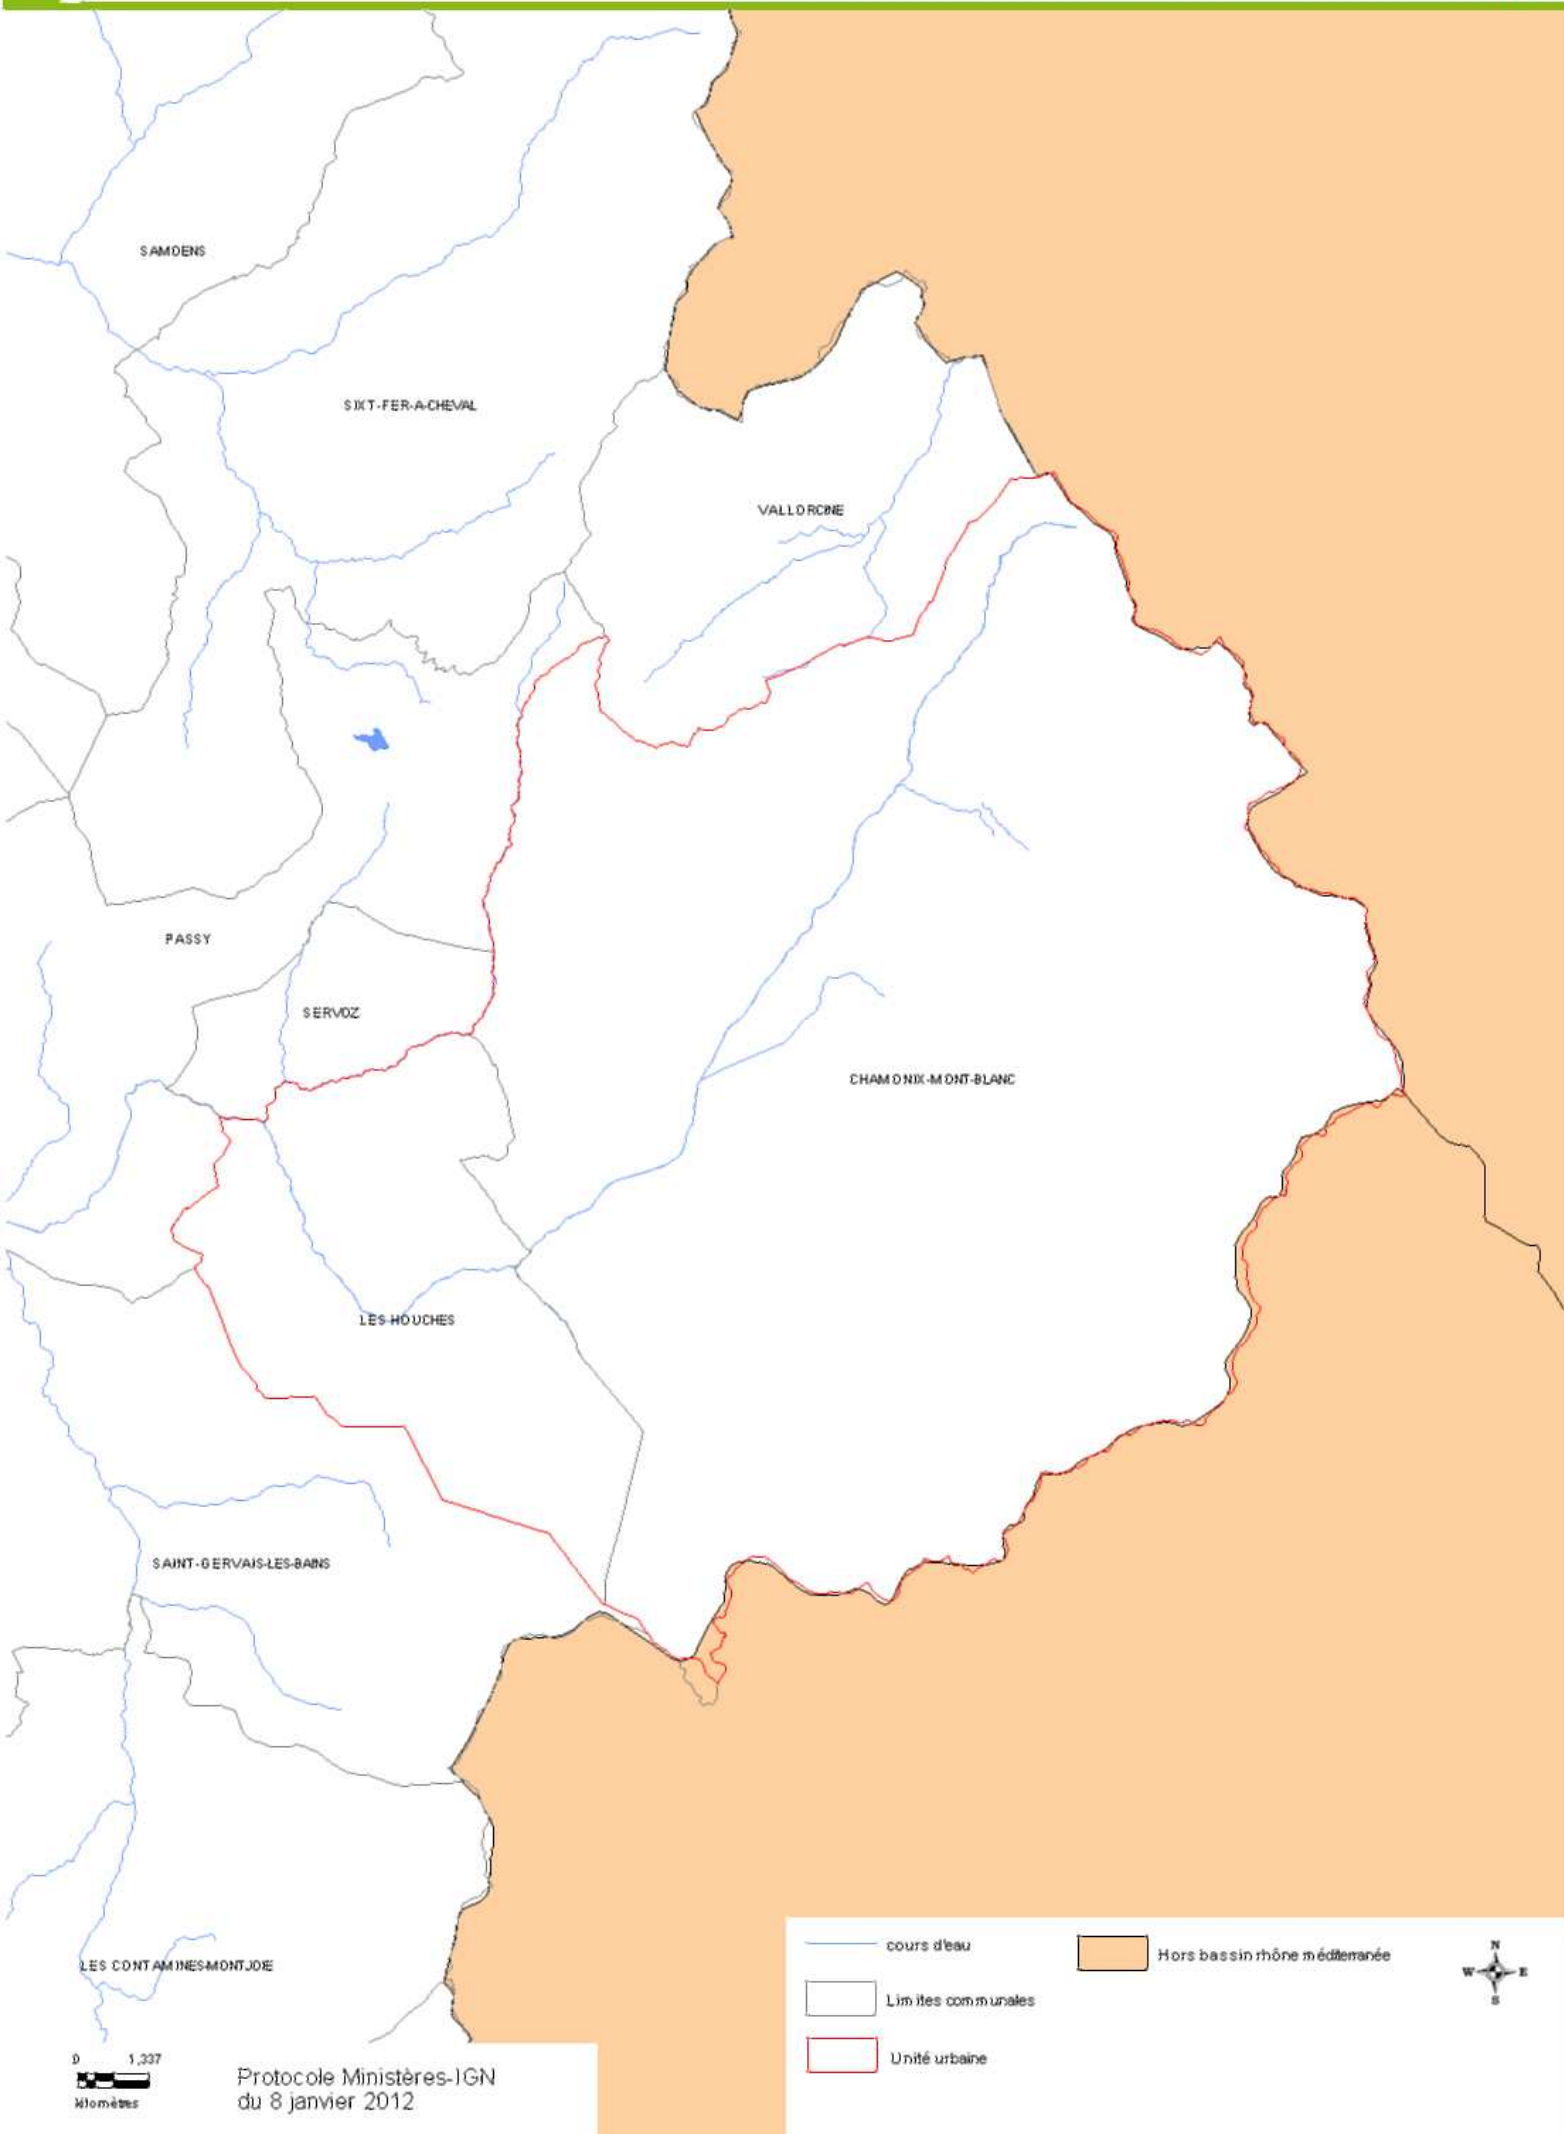 SAMOENS
SIXT-FER-A-CHEVAL
VALLORCINE
PASSY
SERVOZ
CHAMONIX-MONT-BLANC
LES HOUCHES
SAINT-GERVAIS-LES-BAINS
LES CONTAMINES-MONTJOIE
cours d'eau
Hors bassin rhône méditerranée
N
W E
S
Limites communales
Unité urbaine
0 1,337
kilomètres
Protocole Ministères-IGN
du 8 janvier 2012